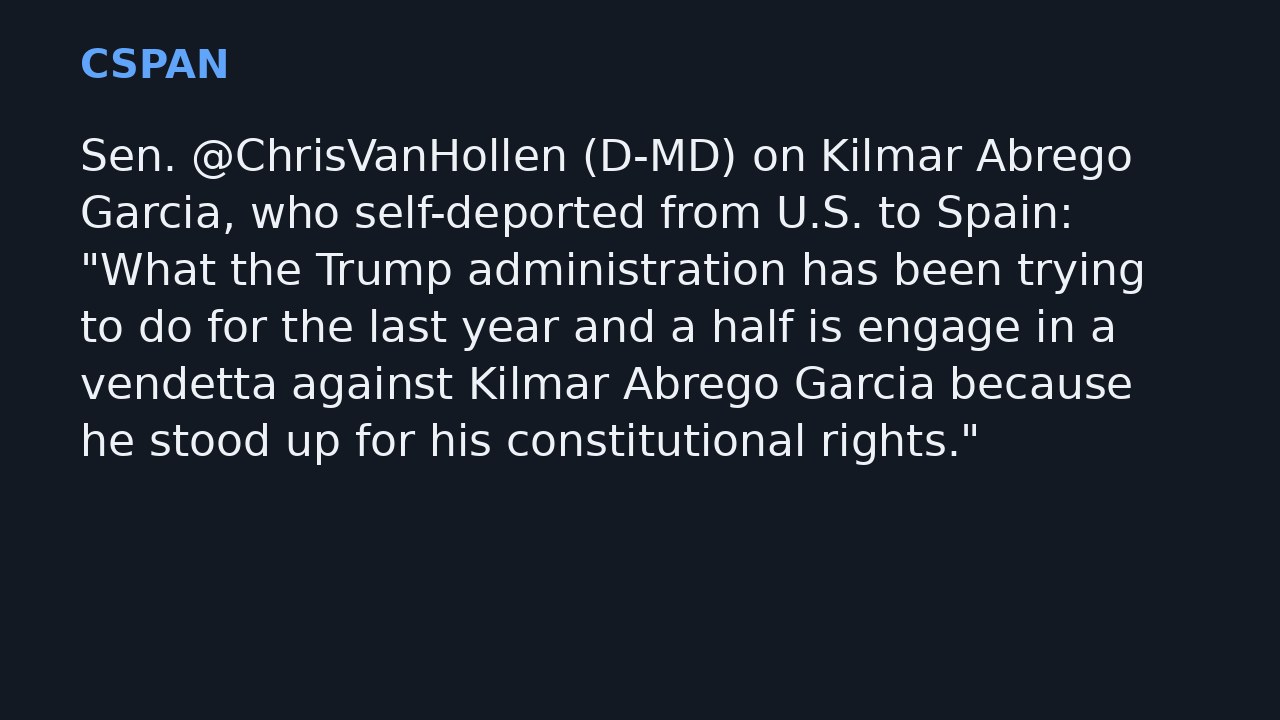 CSPAN
Sen. @ChrisVanHollen (D-MD) on Kilmar Abrego
Garcia, who self-deported from U.S. to Spain:
"What the Trump administration has been trying
to do for the last year and a half is engage in a
vendetta against Kilmar Abrego Garcia because
he stood up for his constitutional rights."